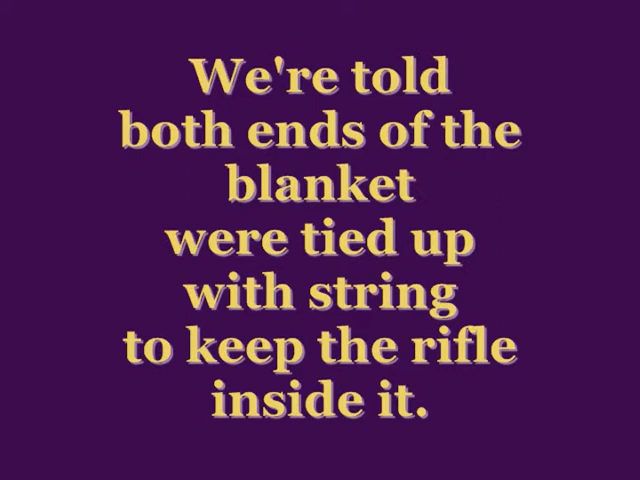 We're told
both ends of the
blanket
were tied up
with string
to keep the rifle
inside it.